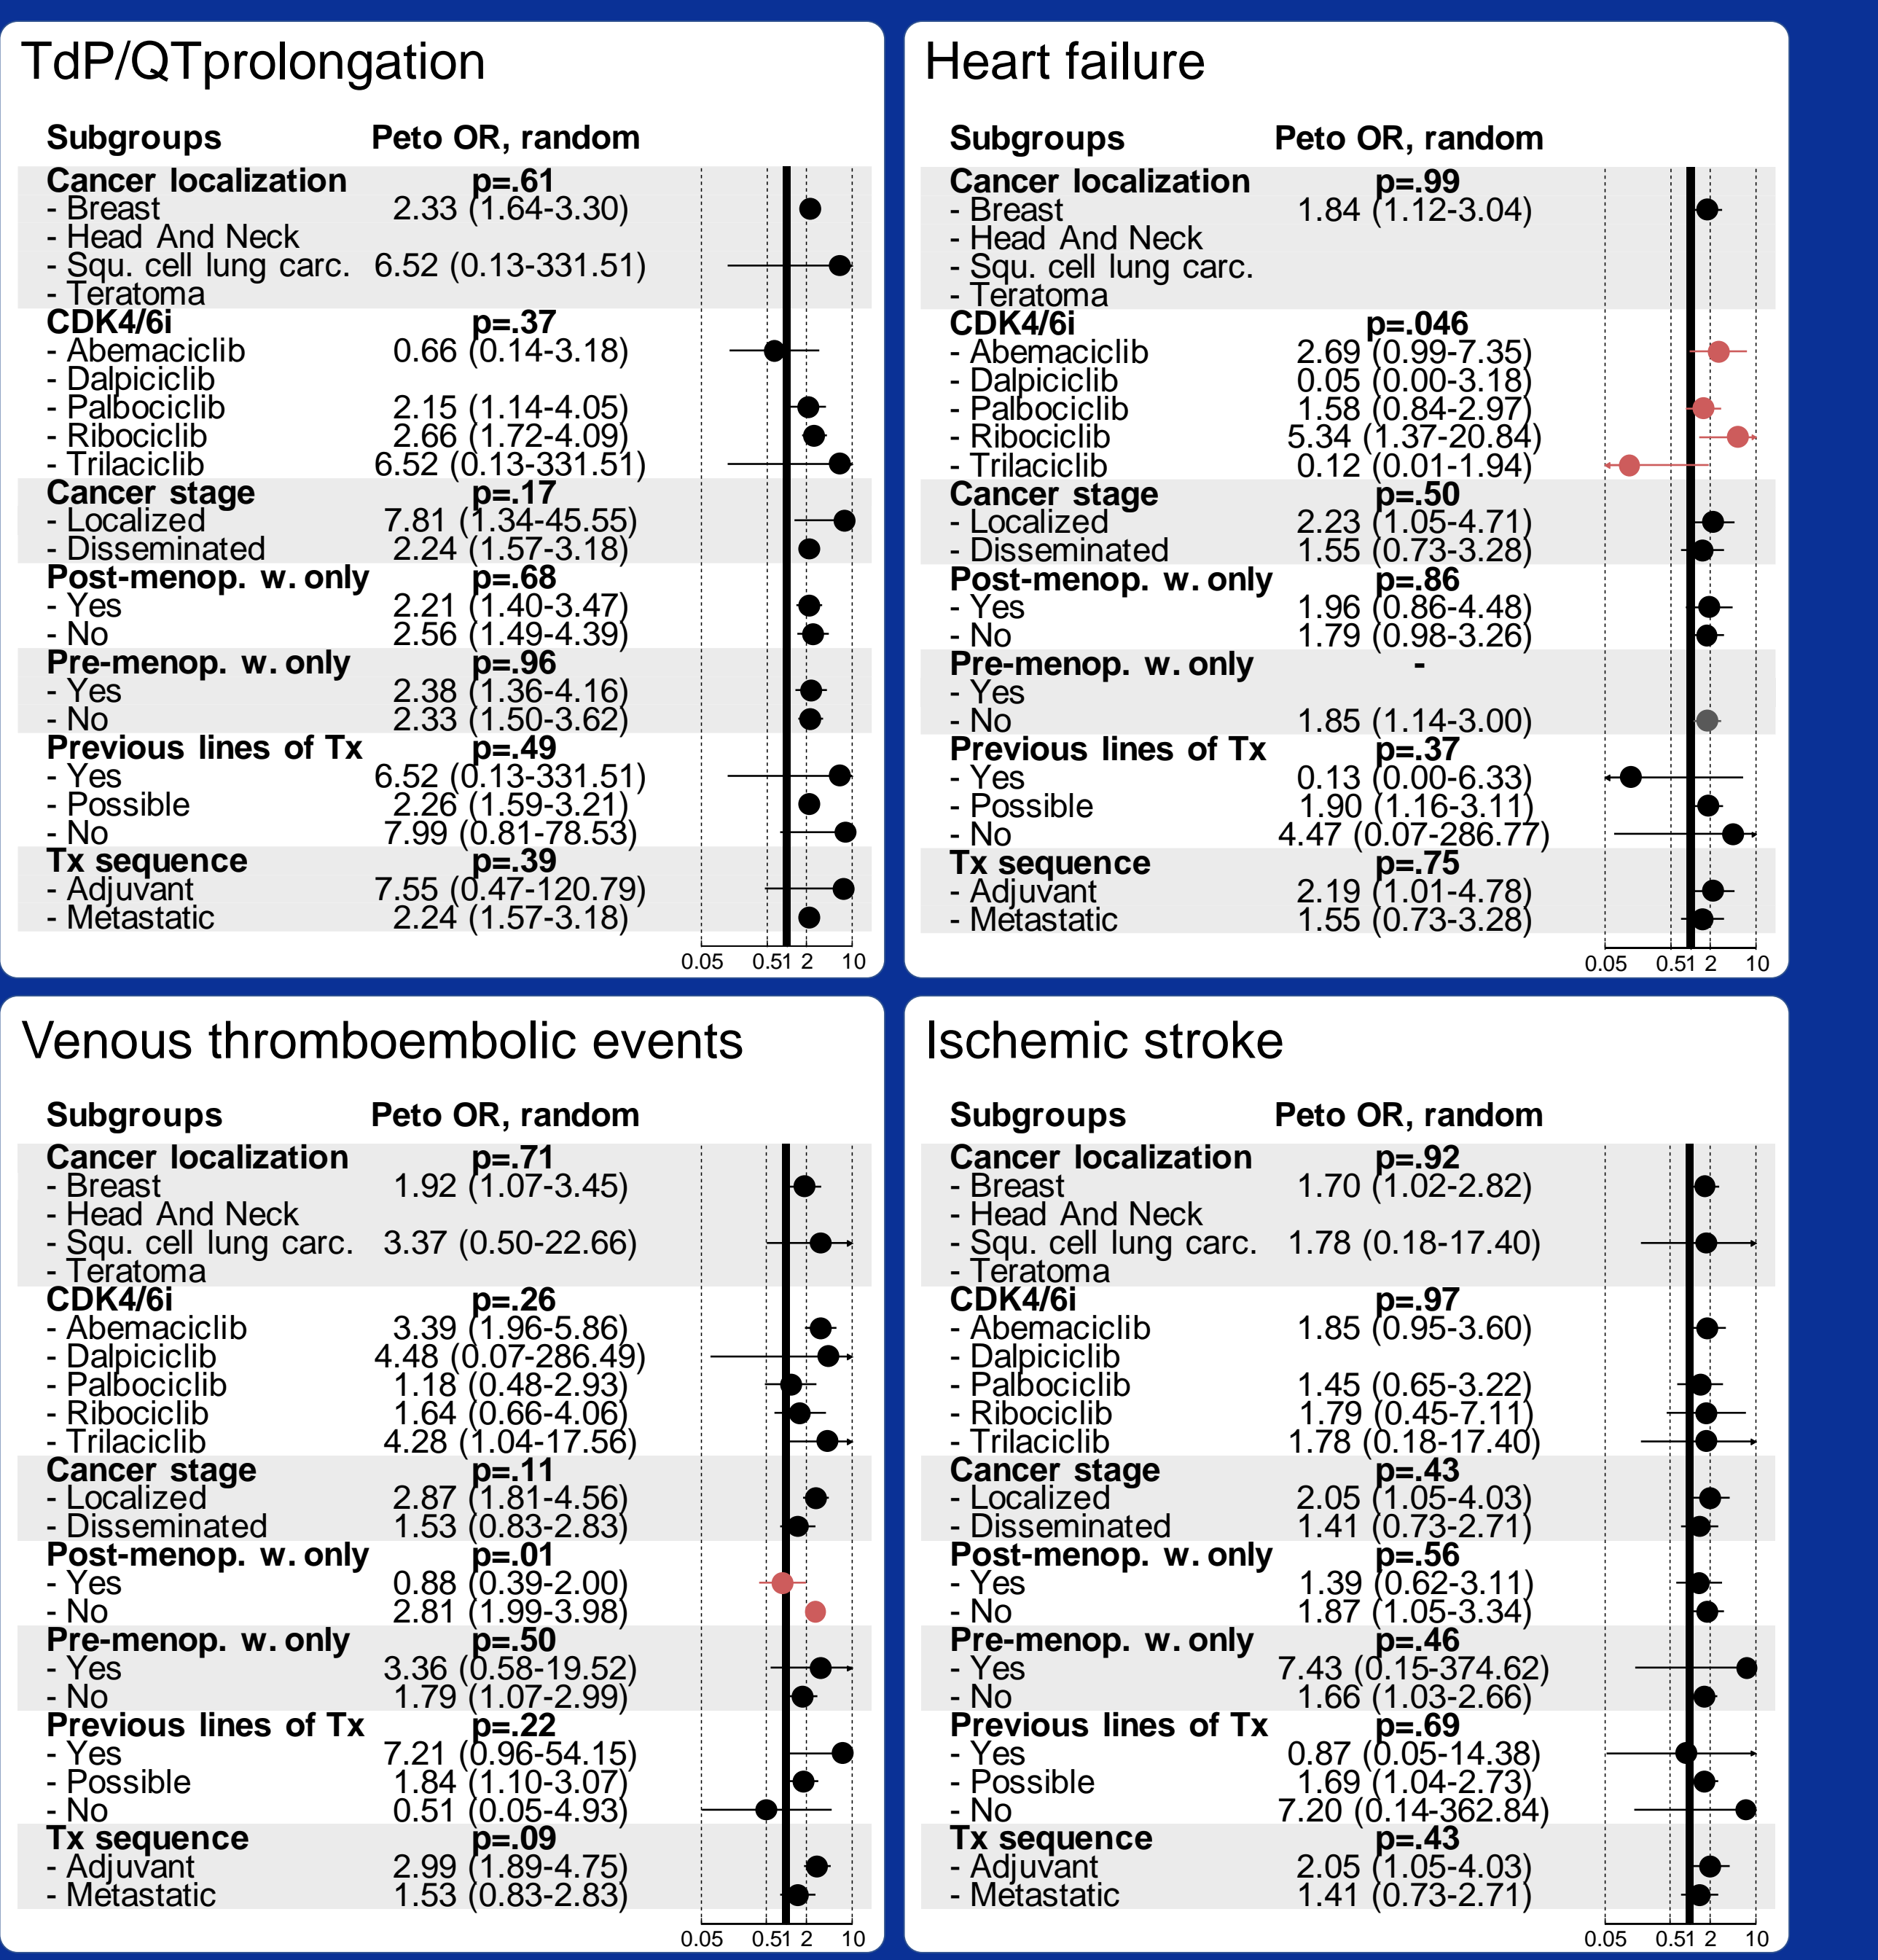 TdP/QTprolongation
Subgroups Peto OR, random
Cancer localization p=.61
- Breast 2.33 (1.64-3.30)
- Head And Neck
- Squ. cell lung carc. 6.52 (0.13-331.51)
- Teratoma
CDK4/6i p=.37
- Abemaciclib 0.66 (0.14-3.18)
- Dalpiciclib
- Palbociclib 2.15 (1.14-4.05)
- Ribociclib 2.66 (1.72-4.09)
- Trilaciclib 6.52 (0.13-331.51)
Cancer stage p=.17
- Localized 7.81 (1.34-45.55)
- Disseminated 2.24 (1.57-3.18)
Post-menop. w. only p=.68
- Yes 2.21 (1.40-3.47)
- No 2.56 (1.49-4.39)
Pre-menop. w. only p=.96
- Yes 2.38 (1.36-4.16)
- No 2.33 (1.50-3.62)
Previous lines of Tx p=.49
- Yes 6.52 (0.13-331.51)
- Possible 2.26 (1.59-3.21)
- No 7.99 (0.81-78.53)
Tx sequence p=.39
- Adjuvant 7.55 (0.47-120.79)
- Metastatic 2.24 (1.57-3.18)
0.05 0.5 1 2 10
Heart failure
Subgroups Peto OR, random
Cancer localization p=.99
- Breast 1.84 (1.12-3.04)
- Head And Neck
- Squ. cell lung carc.
- Teratoma
CDK4/6i p=.046
- Abemaciclib 2.69 (0.99-7.35)
- Dalpiciclib 0.05 (0.00-3.18)
- Palbociclib 1.58 (0.84-2.97)
- Ribociclib 5.34 (1.37-20.84)
- Trilaciclib 0.12 (0.01-1.94)
Cancer stage p=.50
- Localized 2.23 (1.05-4.71)
- Disseminated 1.55 (0.73-3.28)
Post-menop. w. only p=.86
- Yes 1.96 (0.86-4.48)
- No 1.79 (0.98-3.26)
Pre-menop. w. only -
- Yes
- No 1.85 (1.14-3.00)
Previous lines of Tx p=.37
- Yes 0.13 (0.00-6.33)
- Possible 1.90 (1.16-3.11)
- No 4.47 (0.07-286.77)
Tx sequence p=.75
- Adjuvant 2.19 (1.01-4.78)
- Metastatic 1.55 (0.73-3.28)
0.05 0.5 1 2 10
Venous thromboembolic events
Subgroups Peto OR, random
Cancer localization p=.71
- Breast 1.92 (1.07-3.45)
- Head And Neck
- Squ. cell lung carc. 3.37 (0.50-22.66)
- Teratoma
CDK4/6i p=.26
- Abemaciclib 3.39 (1.96-5.86)
- Dalpiciclib 4.48 (0.07-286.49)
- Palbociclib 1.18 (0.48-2.93)
- Ribociclib 1.64 (0.66-4.06)
- Trilaciclib 4.28 (1.04-17.56)
Cancer stage p=.11
- Localized 2.87 (1.81-4.56)
- Disseminated 1.53 (0.83-2.83)
Post-menop. w. only p=.01
- Yes 0.88 (0.39-2.00)
- No 2.81 (1.99-3.98)
Pre-menop. w. only p=.50
- Yes 3.36 (0.58-19.52)
- No 1.79 (1.07-2.99)
Previous lines of Tx p=.22
- Yes 7.21 (0.96-54.15)
- Possible 1.84 (1.10-3.07)
- No 0.51 (0.05-4.93)
Tx sequence p=.09
- Adjuvant 2.99 (1.89-4.75)
- Metastatic 1.53 (0.83-2.83)
0.05 0.5 1 2 10
Ischemic stroke
Subgroups Peto OR, random
Cancer localization p=.92
- Breast 1.70 (1.02-2.82)
- Head And Neck
- Squ. cell lung carc. 1.78 (0.18-17.40)
- Teratoma
CDK4/6i p=.97
- Abemaciclib 1.85 (0.95-3.60)
- Dalpiciclib
- Palbociclib 1.45 (0.65-3.22)
- Ribociclib 1.79 (0.45-7.11)
- Trilaciclib 1.78 (0.18-17.40)
Cancer stage p=.43
- Localized 2.05 (1.05-4.03)
- Disseminated 1.41 (0.73-2.71)
Post-menop. w. only p=.56
- Yes 1.39 (0.62-3.11)
- No 1.87 (1.05-3.34)
Pre-menop. w. only p=.46
- Yes 7.43 (0.15-374.62)
- No 1.66 (1.03-2.66)
Previous lines of Tx p=.69
- Yes 0.87 (0.05-14.38)
- Possible 1.69 (1.04-2.73)
- No 7.20 (0.14-362.84)
Tx sequence p=.43
- Adjuvant 2.05 (1.05-4.03)
- Metastatic 1.41 (0.73-2.71)
0.05 0.5 1 2 10